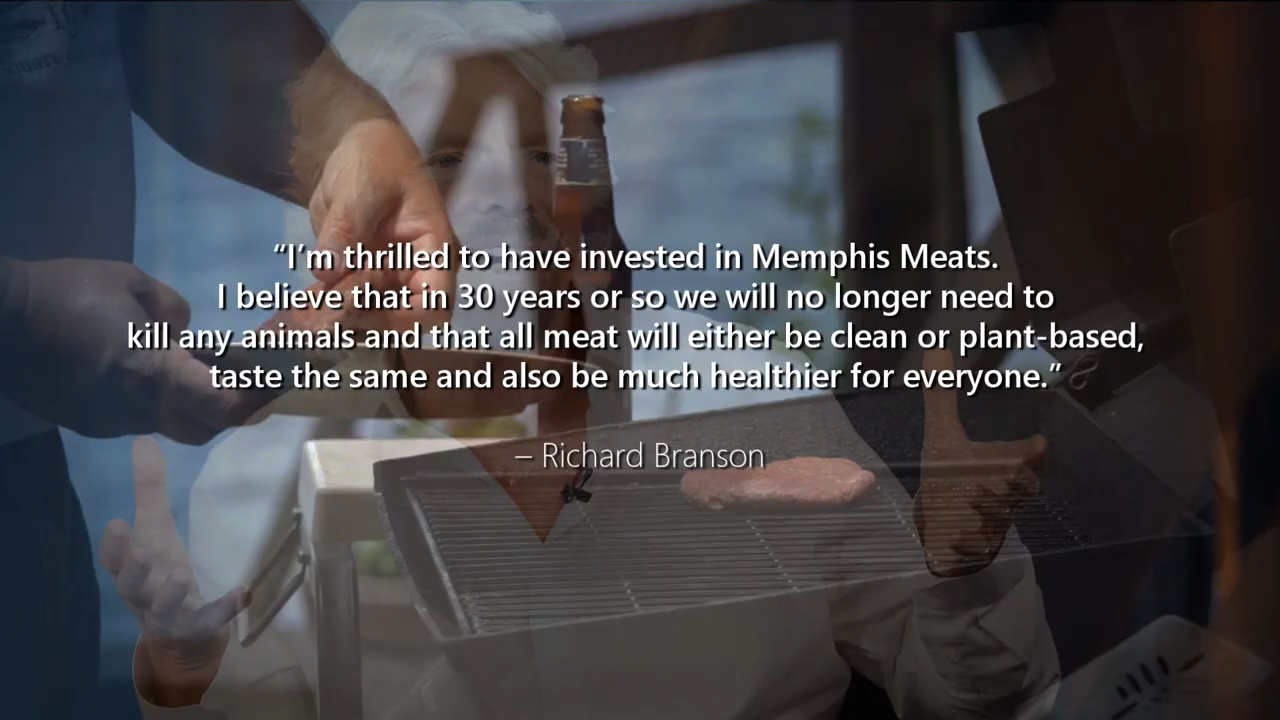 “I’m thrilled to have invested in Memphis Meats.
I believe that in 30 years or so we will no longer need to
kill any animals and that all meat will either be clean or plant-based,
taste the same and also be much healthier for everyone.”
– Richard Branson